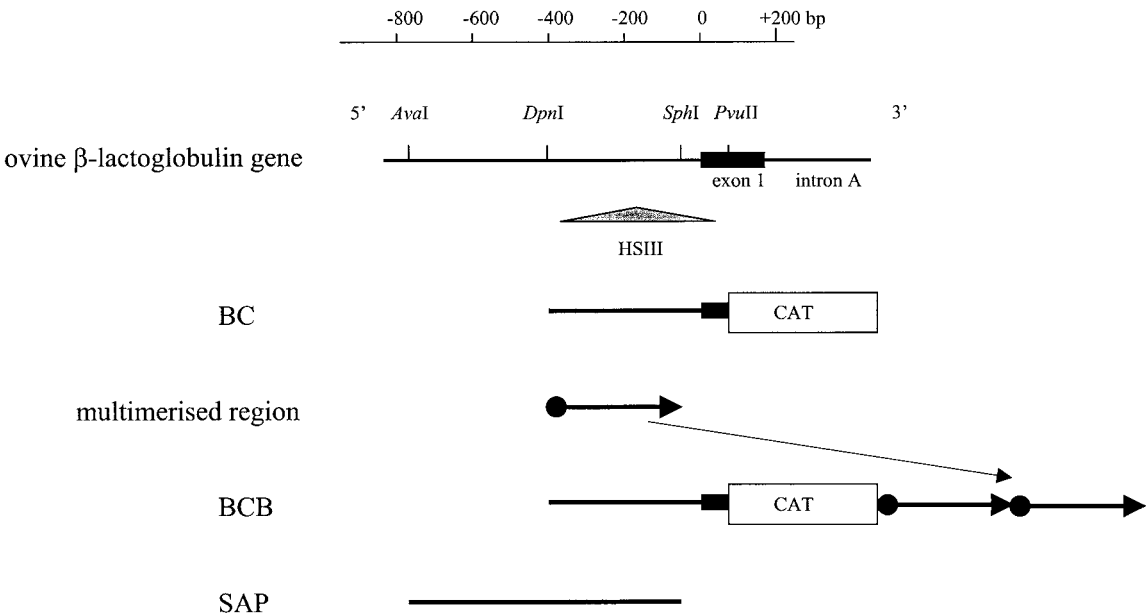 -800 -600 -400 -200 0 +200 bp
5’ AvaI DpnI SphI PvuII 3’
ovine β-lactoglobulin gene
exon 1 intron A
HSIII
BC CAT
multimerised region
BCB CAT
SAP